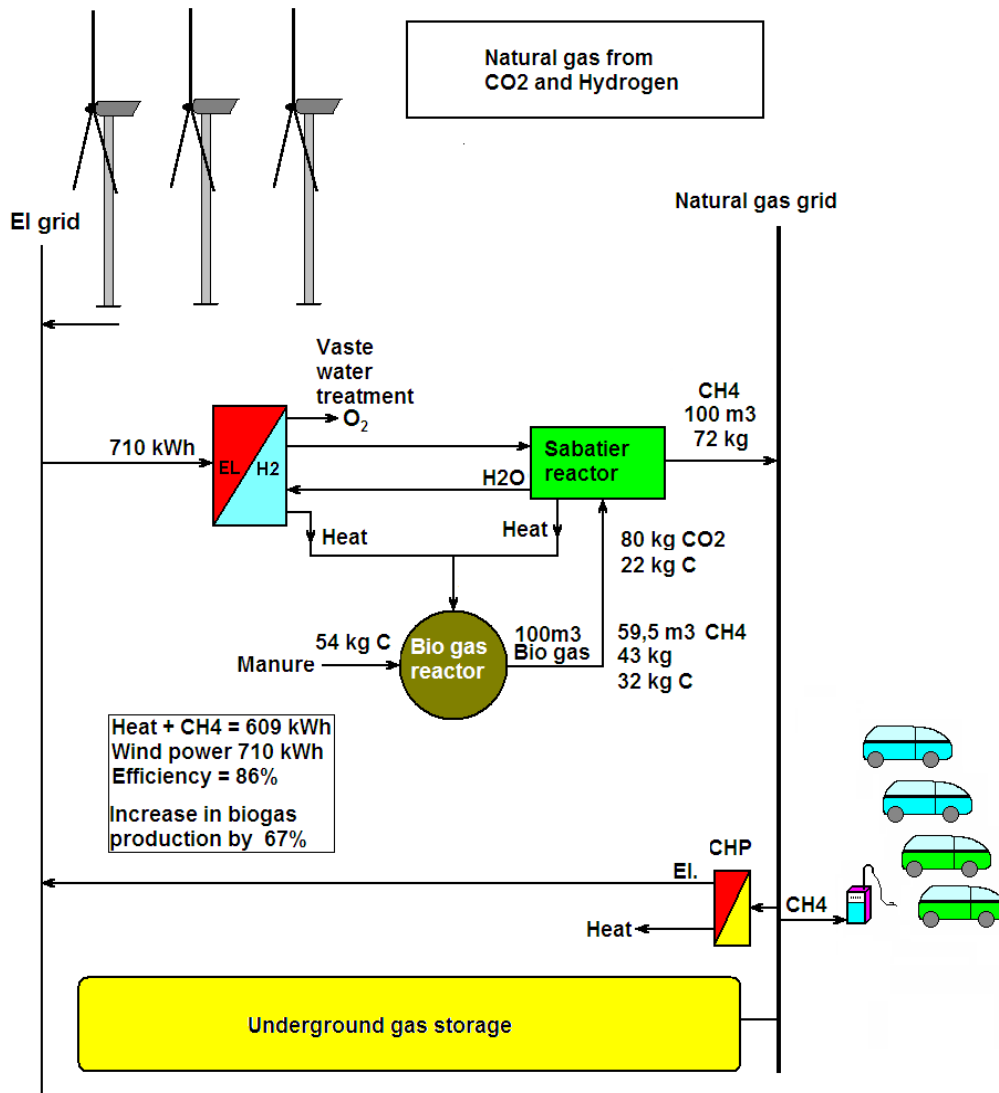 Natural gas from
CO2 and Hydrogen
Natural gas grid
El grid
Vaste
water
treatment
O2
CH4
100 m3
72 kg
710 kWh
EL
H2
Sabatier
reactor
H2O
Heat
Heat
80 kg CO2
22 kg C
54 kg C
Manure
Bio gas
reactor
100m3
Bio gas
59,5 m3 CH4
43 kg
32 kg C
Heat + CH4 = 609 kWh
Wind power 710 kWh
Efficiency = 86%
Increase in biogas
production by 67%
CHP
El.
CH4
Heat
Underground gas storage